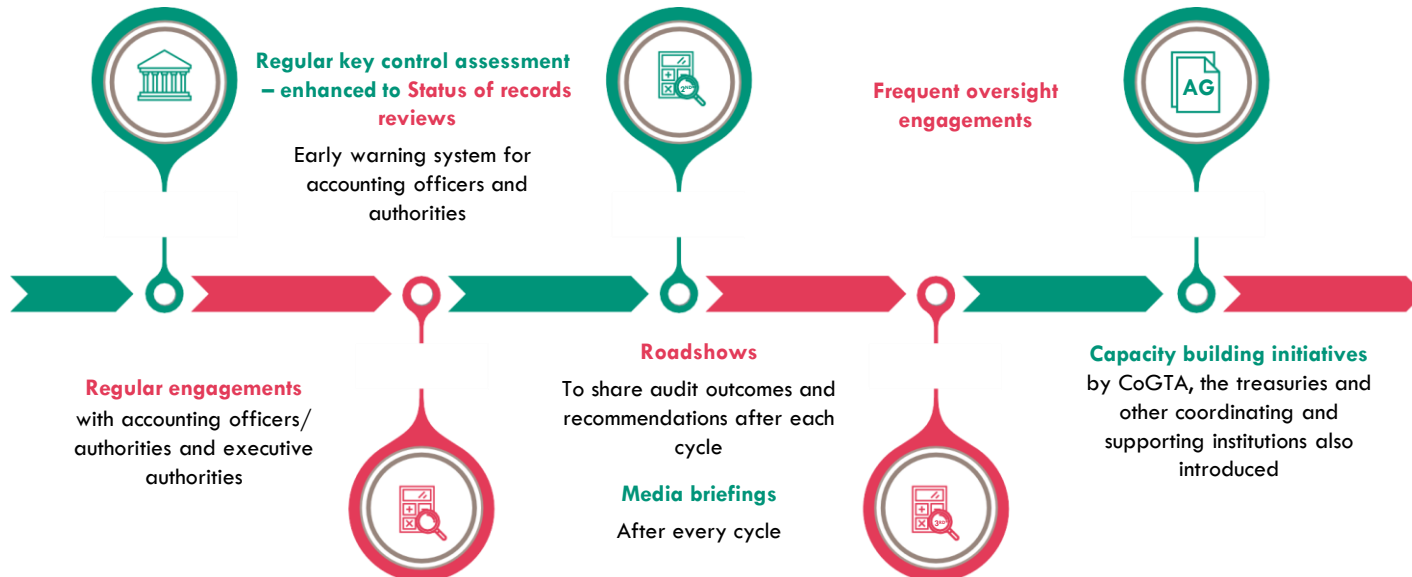 Regular key control assessment
– enhanced to Status of records
reviews
Early warning system for
accounting officers and
authorities
2ND
Frequent oversight
engagements
AG
Regular engagements
with accounting officers/
authorities and executive
authorities
Roadshows
To share audit outcomes and
recommendations after each
cycle
Media briefings
After every cycle
3RD
Capacity building initiatives
by CoGTA, the treasuries and
other coordinating and
supporting institutions also
introduced